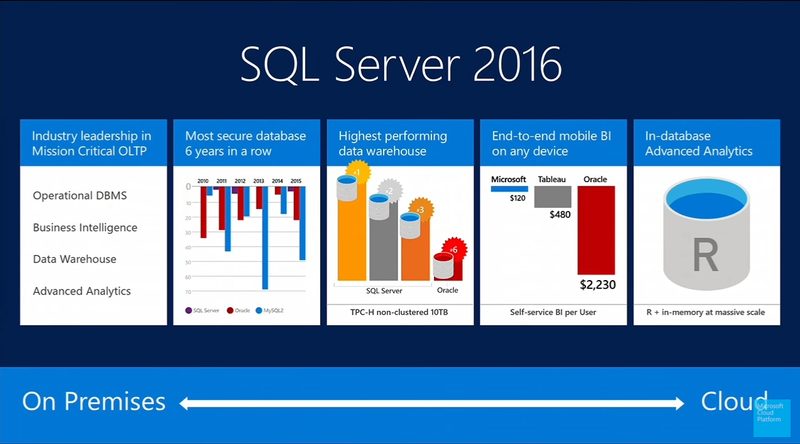 SQL Server 2016
Industry leadership in
Mission Critical OLTP
Operational DBMS
Business Intelligence
Data Warehouse
Advanced Analytics
Most secure database
6 years in a row
2010 2011 2012 2013 2014 2015
0
10
20
30
40
50
60
70
SQL Server Oracle MySQL2
Highest performing
data warehouse
#1
#2
#3
#6
SQL Server Oracle
TPC-H non-clustered 10TB
End-to-end mobile BI
on any device
Microsoft Tableau Oracle
$120
$480
$2,230
Self-service BI per User
In-database
Advanced Analytics
R
R + in-memory at massive scale
On Premises
Cloud
Microsoft
Cloud
Platform